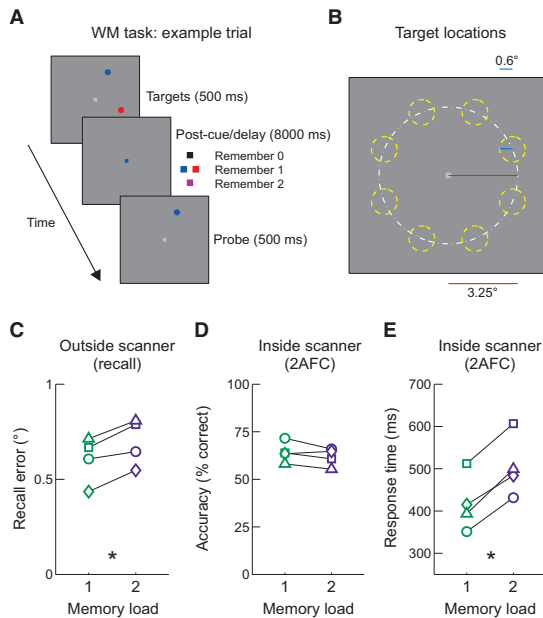 A
WM task: example trial
Targets (500 ms)
Post-cue/delay (8000 ms)
Remember 0
Remember 1
Remember 2
Probe (500 ms)
Time
B
Target locations
0.6°
3.25°
C
Outside scanner
(recall)
1
0.5
0
Recall error (°)
*
1 2
Memory load
D
Inside scanner
(2AFC)
100
75
50
25
0
Accuracy (% correct)
1 2
Memory load
E
Inside scanner
(2AFC)
700
600
500
400
300
Response time (ms)
*
1 2
Memory load